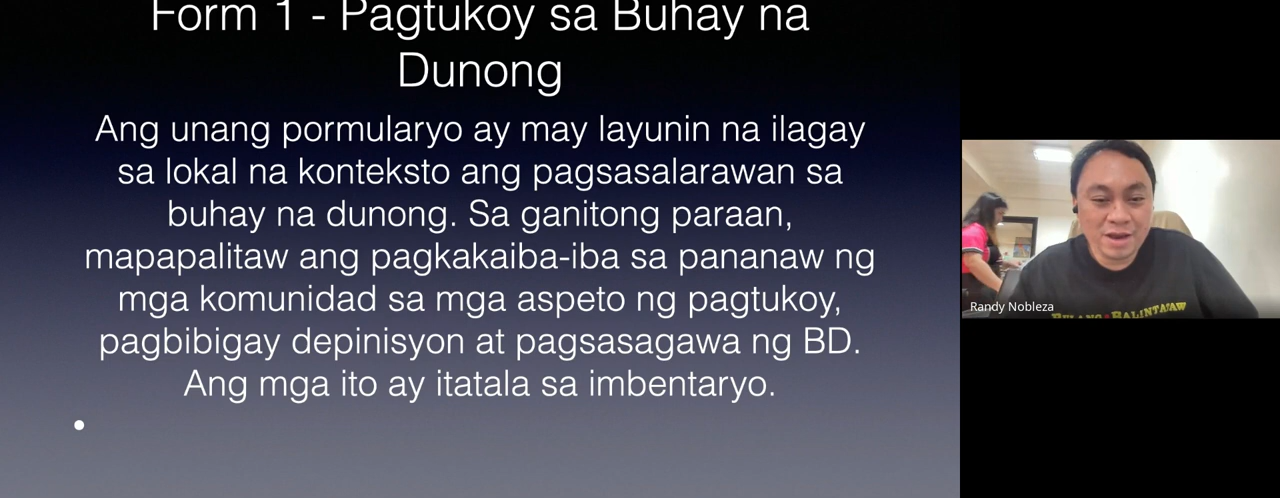 Form 1 - Pagtukoy sa Buhay na
Dunong
Ang unang pormularyo ay may layunin na ilagay
sa lokal na konteksto ang pagsasalarawan sa
buhay na dunong. Sa ganitong paraan,
mapapalitaw ang pagkakaiba-iba sa pananaw ng
mga komunidad sa mga aspeto ng pagtukoy,
pagbibigay depinisyon at pagsasagawa ng BD.
Ang mga ito ay itatala sa imbentaryo.
Randy Nobleza
BALINTAWAW